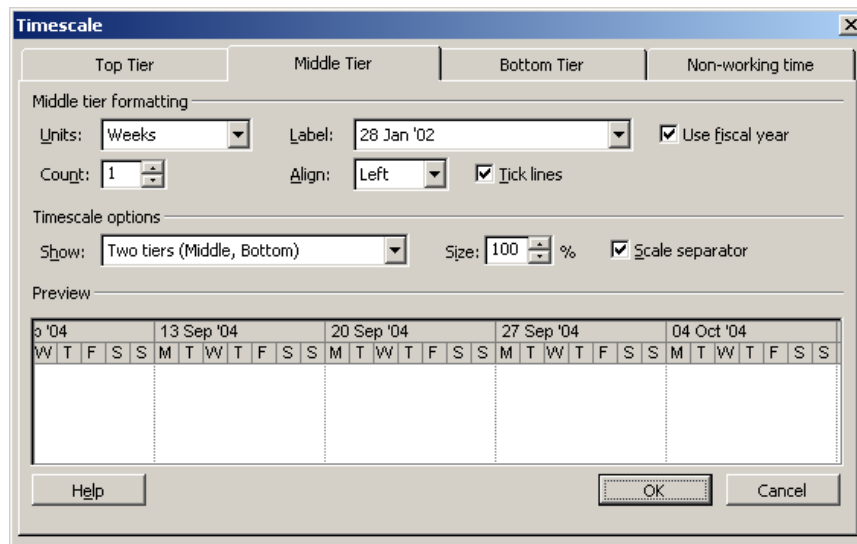 Timescale
Top Tier Middle Tier Bottom Tier Non-working time
Middle tier formatting
Units: Weeks Label: 28 Jan '02 Use fiscal year
Count: 1 Align: Left Tick lines
Timescale options
Show: Two tiers (Middle, Bottom) Size: 100 % Scale separator
Preview
'04 13 Sep '04 20 Sep '04 27 Sep '04 04 Oct '04
W T F S S M T W T F S S M T W T F S S M T W T F S S M T W T F S S
Help OK Cancel